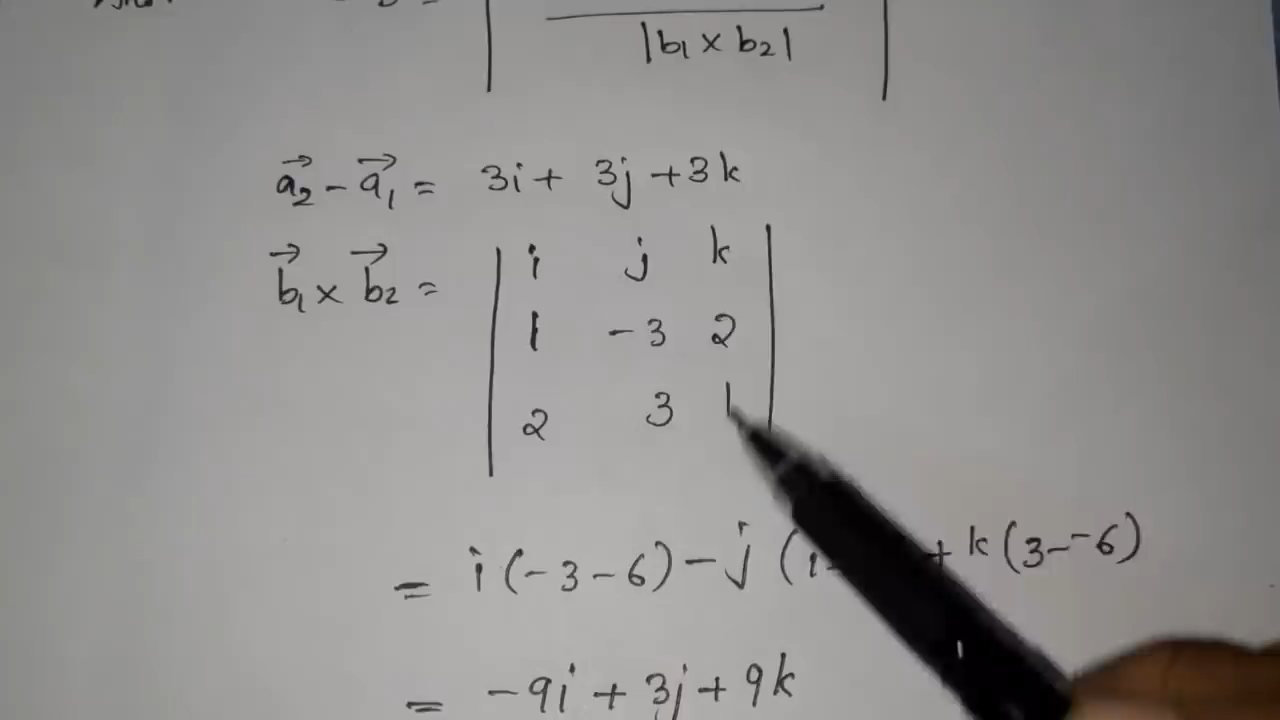 |b₁ × b₂|
a₂⃗ - a₁⃗ = 3i + 3j + 3k
b₁⃗ × b₂⃗ = | i j k |
| 1 -3 2 |
| 2 3 1 |
= i(-3-6) - j( + k(3--6)
= -9i + 3j + 9k